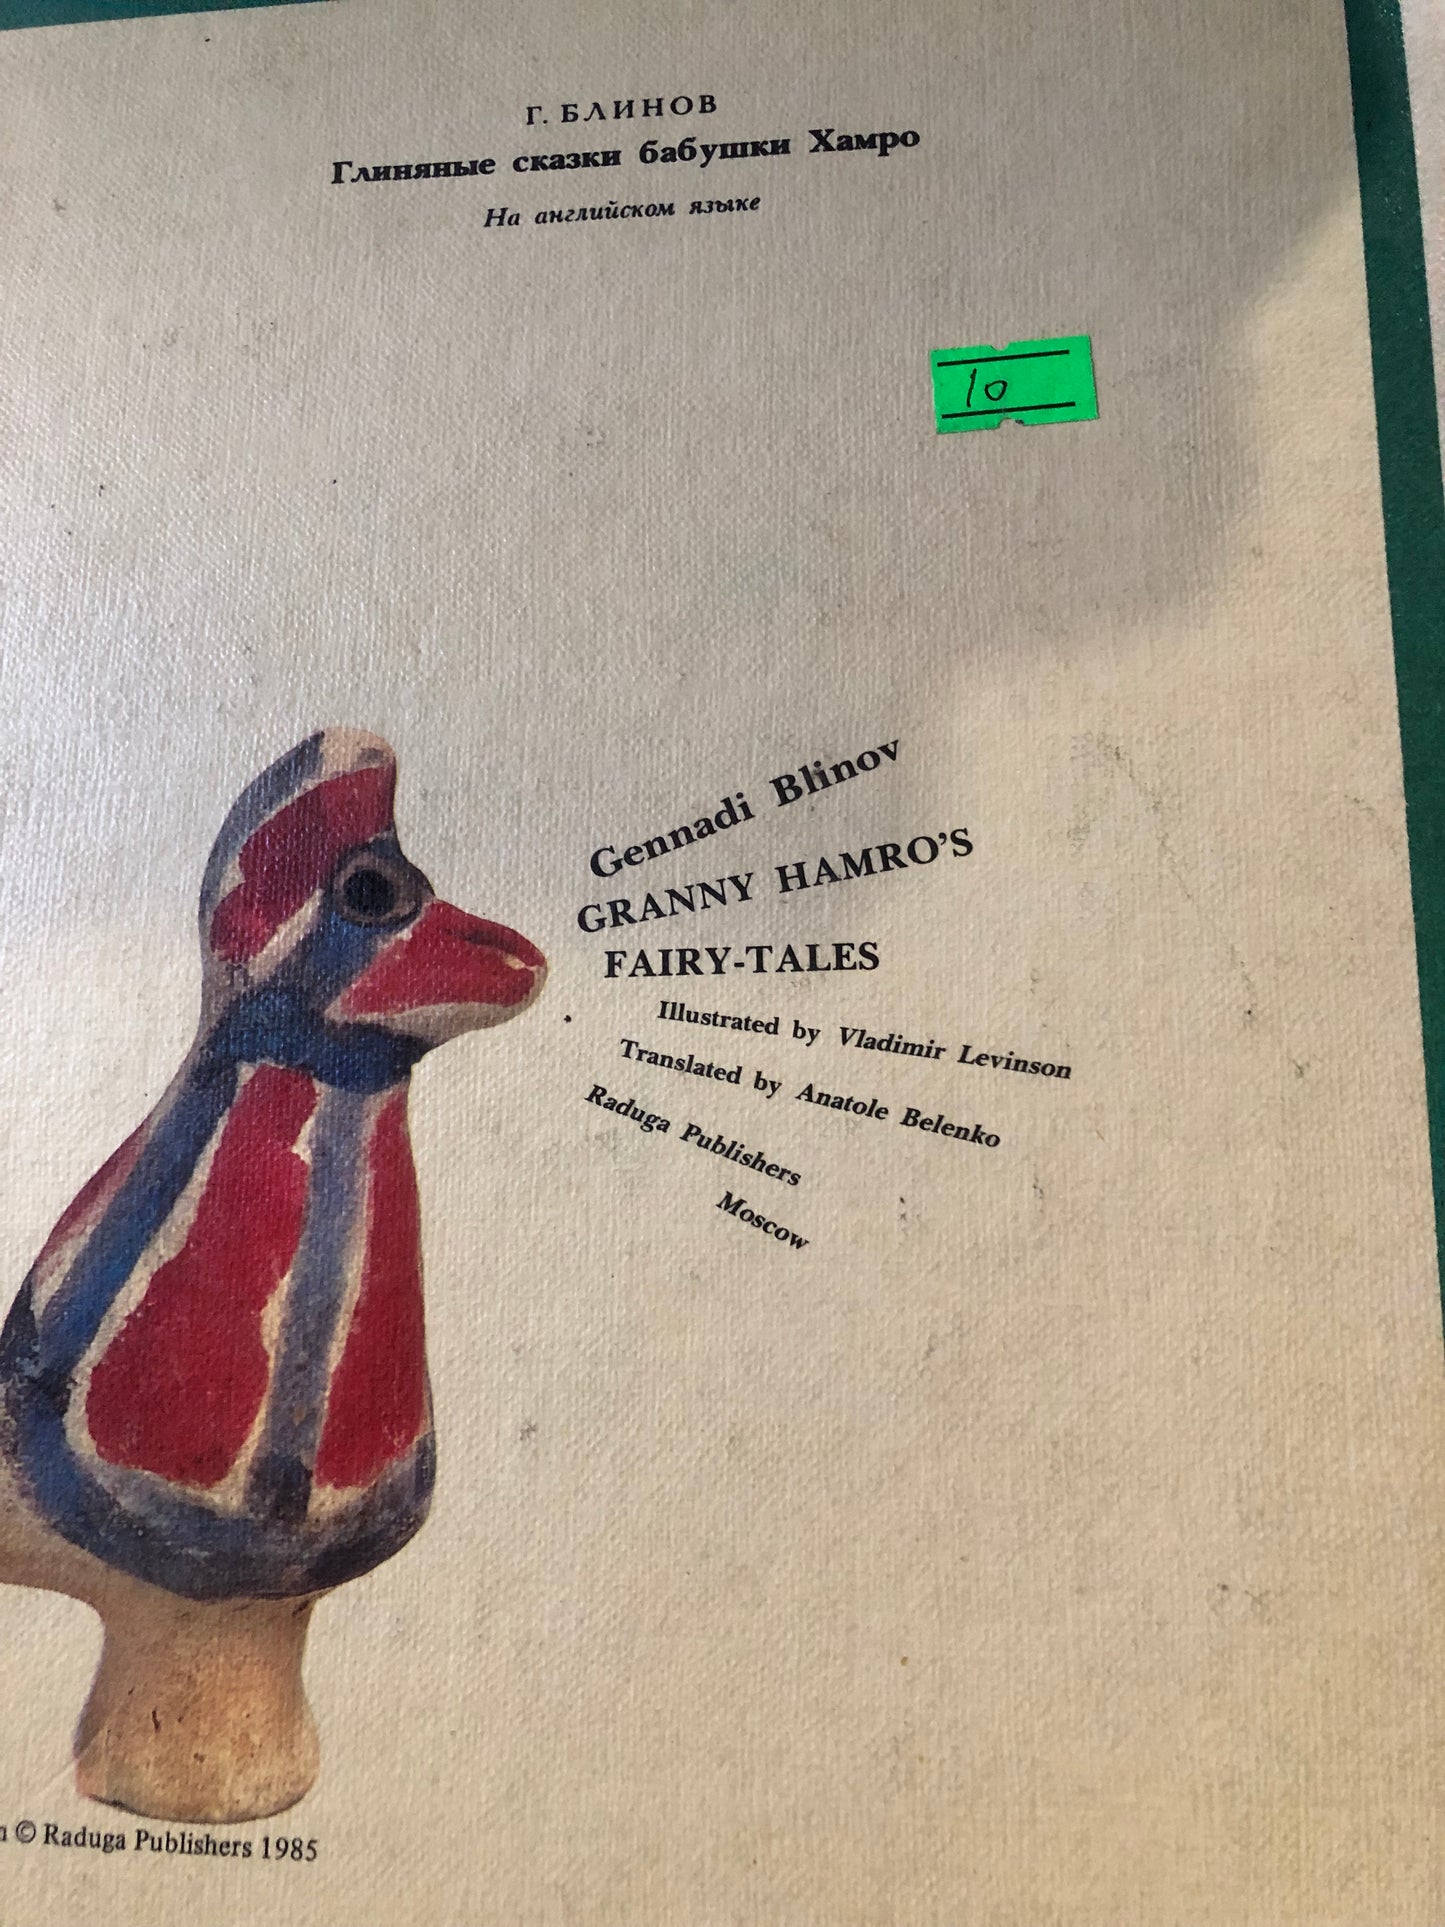 Г. БЛИНОВ
Глиняные сказки бабушки Хамро
На английском языке
10
Gennadi Blinov
GRANNY HAMRO'S
FAIRY-TALES
Illustrated by Vladimir Levinson
Translated by Anatole Belenko
Raduga Publishers
Moscow
© Raduga Publishers 1985